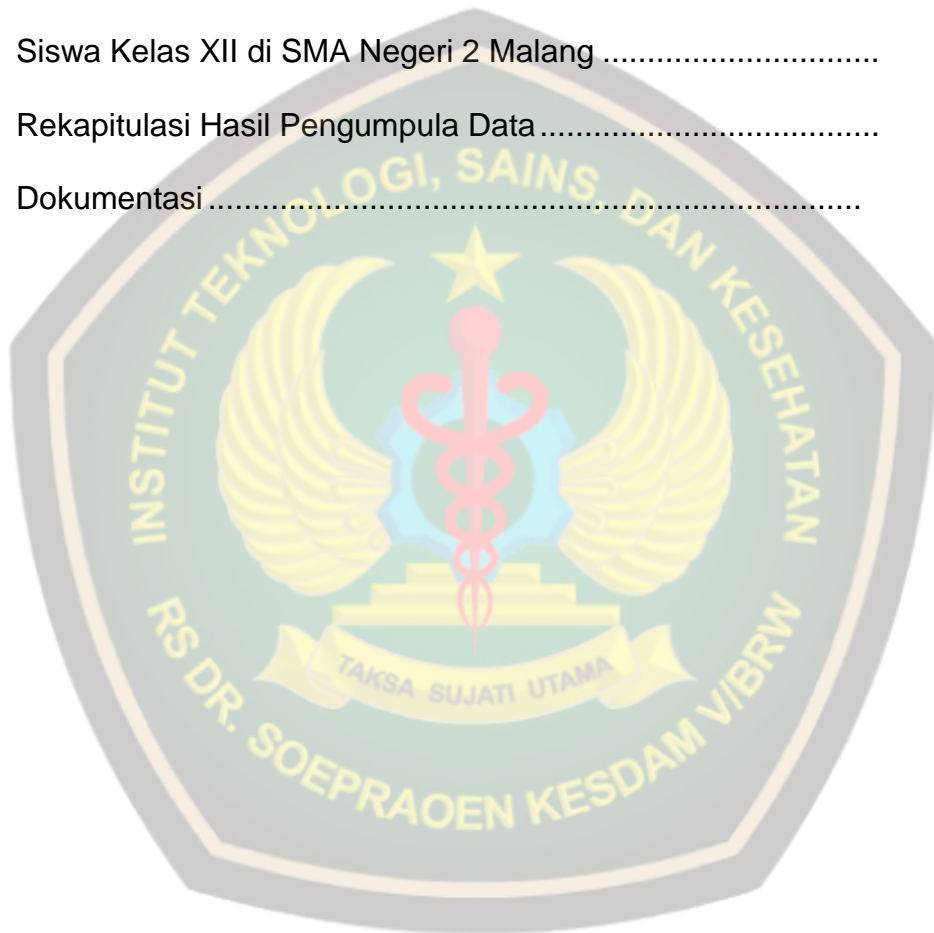 Siswa Kelas XII di SMA Negeri 2 Malang ...............................
Rekapitulasi Hasil Pengumpula Data ......................................
Dokumentasi .........................................................................
INSTITUT TEKNOLOGI, SAINS, DAN KESEHATAN
TAKSA SUJATI UTAMA
RS DR. SOEPRAOEN KESDAM V/BRW